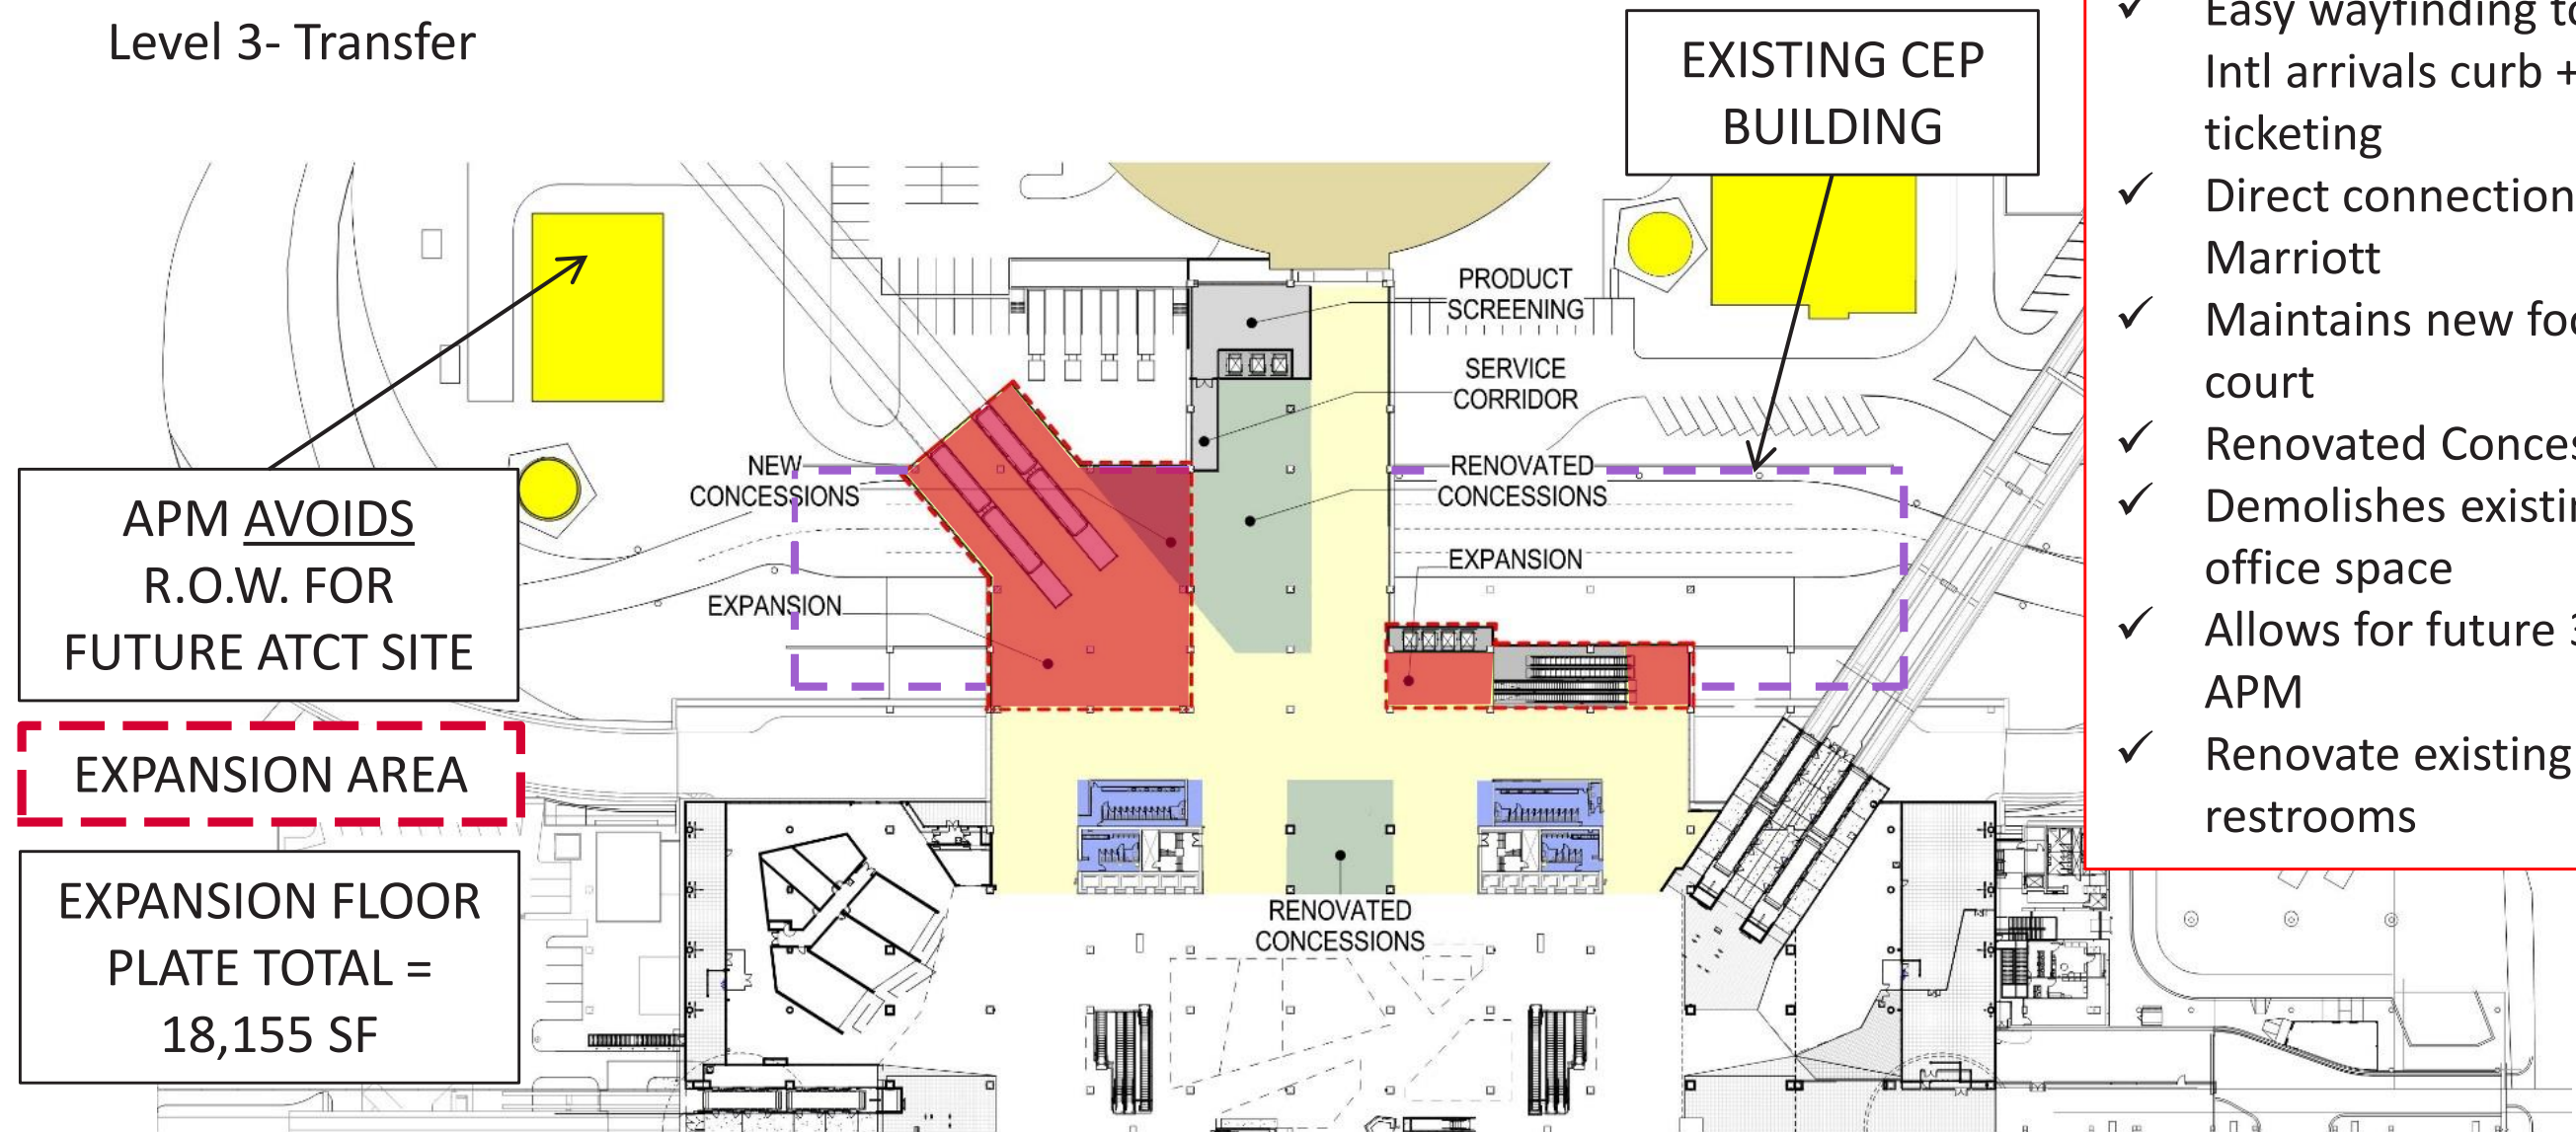 Level 3- Transfer
EXISTING CEP
BUILDING
Easy wayfinding to
Intl arrivals curb +
ticketing
Direct connection
Marriott
Maintains new
court
Renovated
Demolishes
office space
Allows for future
APM
Renovate existing
restrooms
PRODUCT
SCREENING
SERVICE
CORRIDOR
NEW
CONCESSIONS
RENOVATED
CONCESSIONS
EXPANSION
EXPANSION
APM AVOIDS
R.O.W. FOR
FUTURE ATCT SITE
EXPANSION AREA
EXPANSION FLOOR
PLATE TOTAL =
18,155 SF
RENOVATED
CONCESSIONS